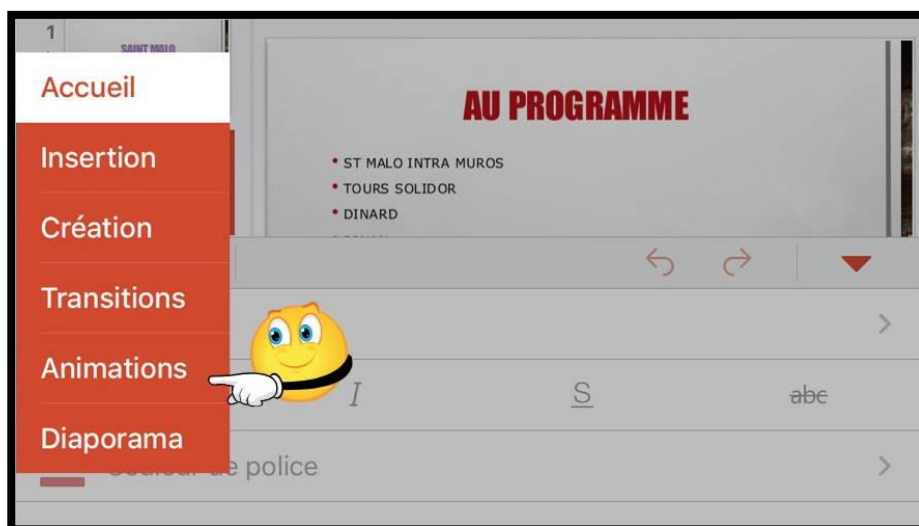 1
SAINT MALO
Accueil
Insertion
Création
Transitions
Animations
Diaporama
AU PROGRAMME
• ST MALO INTRA MUROS
• TOURS SOLIDOR
• DINARD
I
S
abc
de police